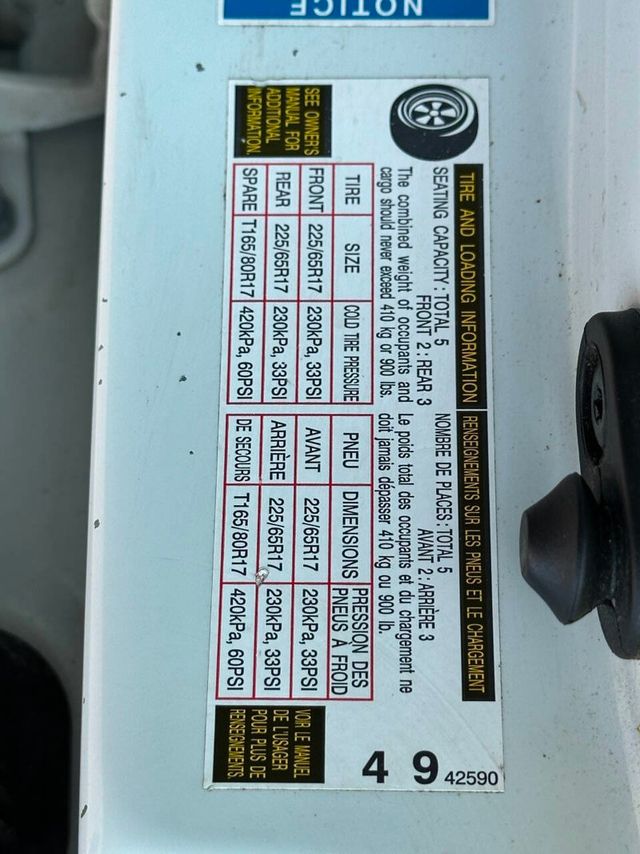 NOTICE
TIRE AND LOADING INFORMATION
RENSEIGNEMENTS SUR LES PNEUS ET LE CHARGEMENT
SEATING CAPACITY : TOTAL 5
FRONT 2 : REAR 3
The combined weight of occupants and
cargo should never exceed 410 kg or 900 lbs.
NOMBRE DE PLACES : TOTAL 5
AVANT 2 : ARRIÈRE 3
Le poids total des occupants et du chargement ne
doit jamais dépasser 410 kg ou 900 lb.
SEE OWNER'S
MANUAL FOR
ADDITIONAL
INFORMATION.
TIRE SIZE COLD TIRE PRESSURE
FRONT 225/65R17 230kPa, 33PSI
REAR 225/65R17 230kPa, 33PSI
SPARE T165/80R17 420kPa, 60PSI
PNEU DIMENSIONS PRESSION DES
PNEUS À FROID
AVANT 225/65R17 230kPa, 33PSI
ARRIÈRE 225/65R17 230kPa, 33PSI
DE SECOURS T165/80R17 420kPa, 60PSI
VOIR LE MANUEL
DE L'USAGER
POUR PLUS DE
RENSEIGNEMENTS.
4 9 42590